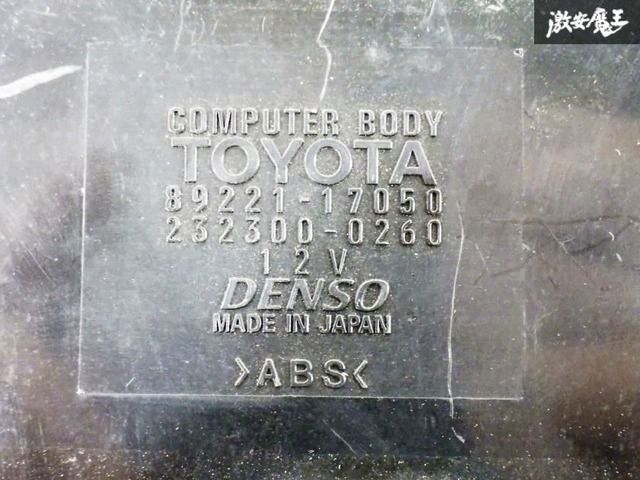 激安魔王
COMPUTER BODY
TOYOTA
89221-17050
232300-0260
12V
DENSO
MADE IN JAPAN
>ABS<